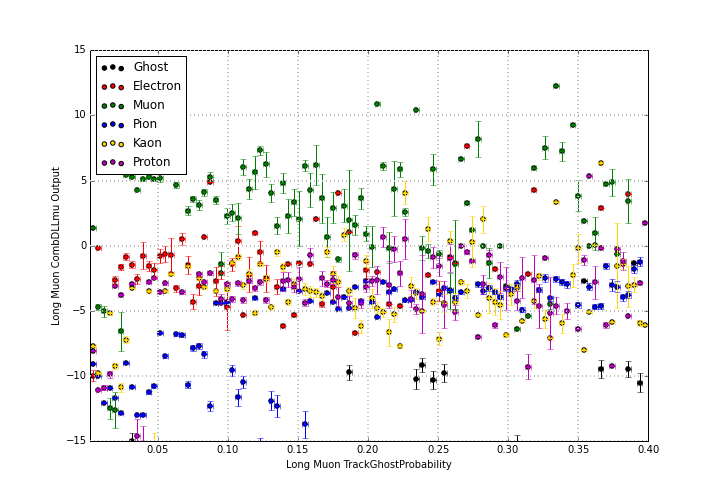 15
10
5
0
−5
−10
−15
Long Muon CombDLLmu Output
Ghost
Electron
Muon
Pion
Kaon
Proton
0.05 0.10 0.15 0.20 0.25 0.30 0.35 0.40
Long Muon TrackGhostProbability